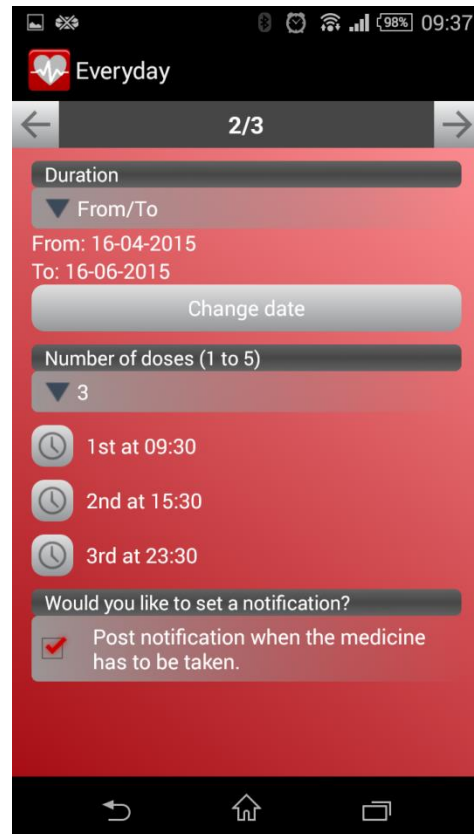 98% 09:37
Everyday
2/3
Duration
From/To
From: 16-04-2015
To: 16-06-2015
Change date
Number of doses (1 to 5)
3
1st at 09:30
2nd at 15:30
3rd at 23:30
Would you like to set a notification?
Post notification when the medicine
has to be taken.